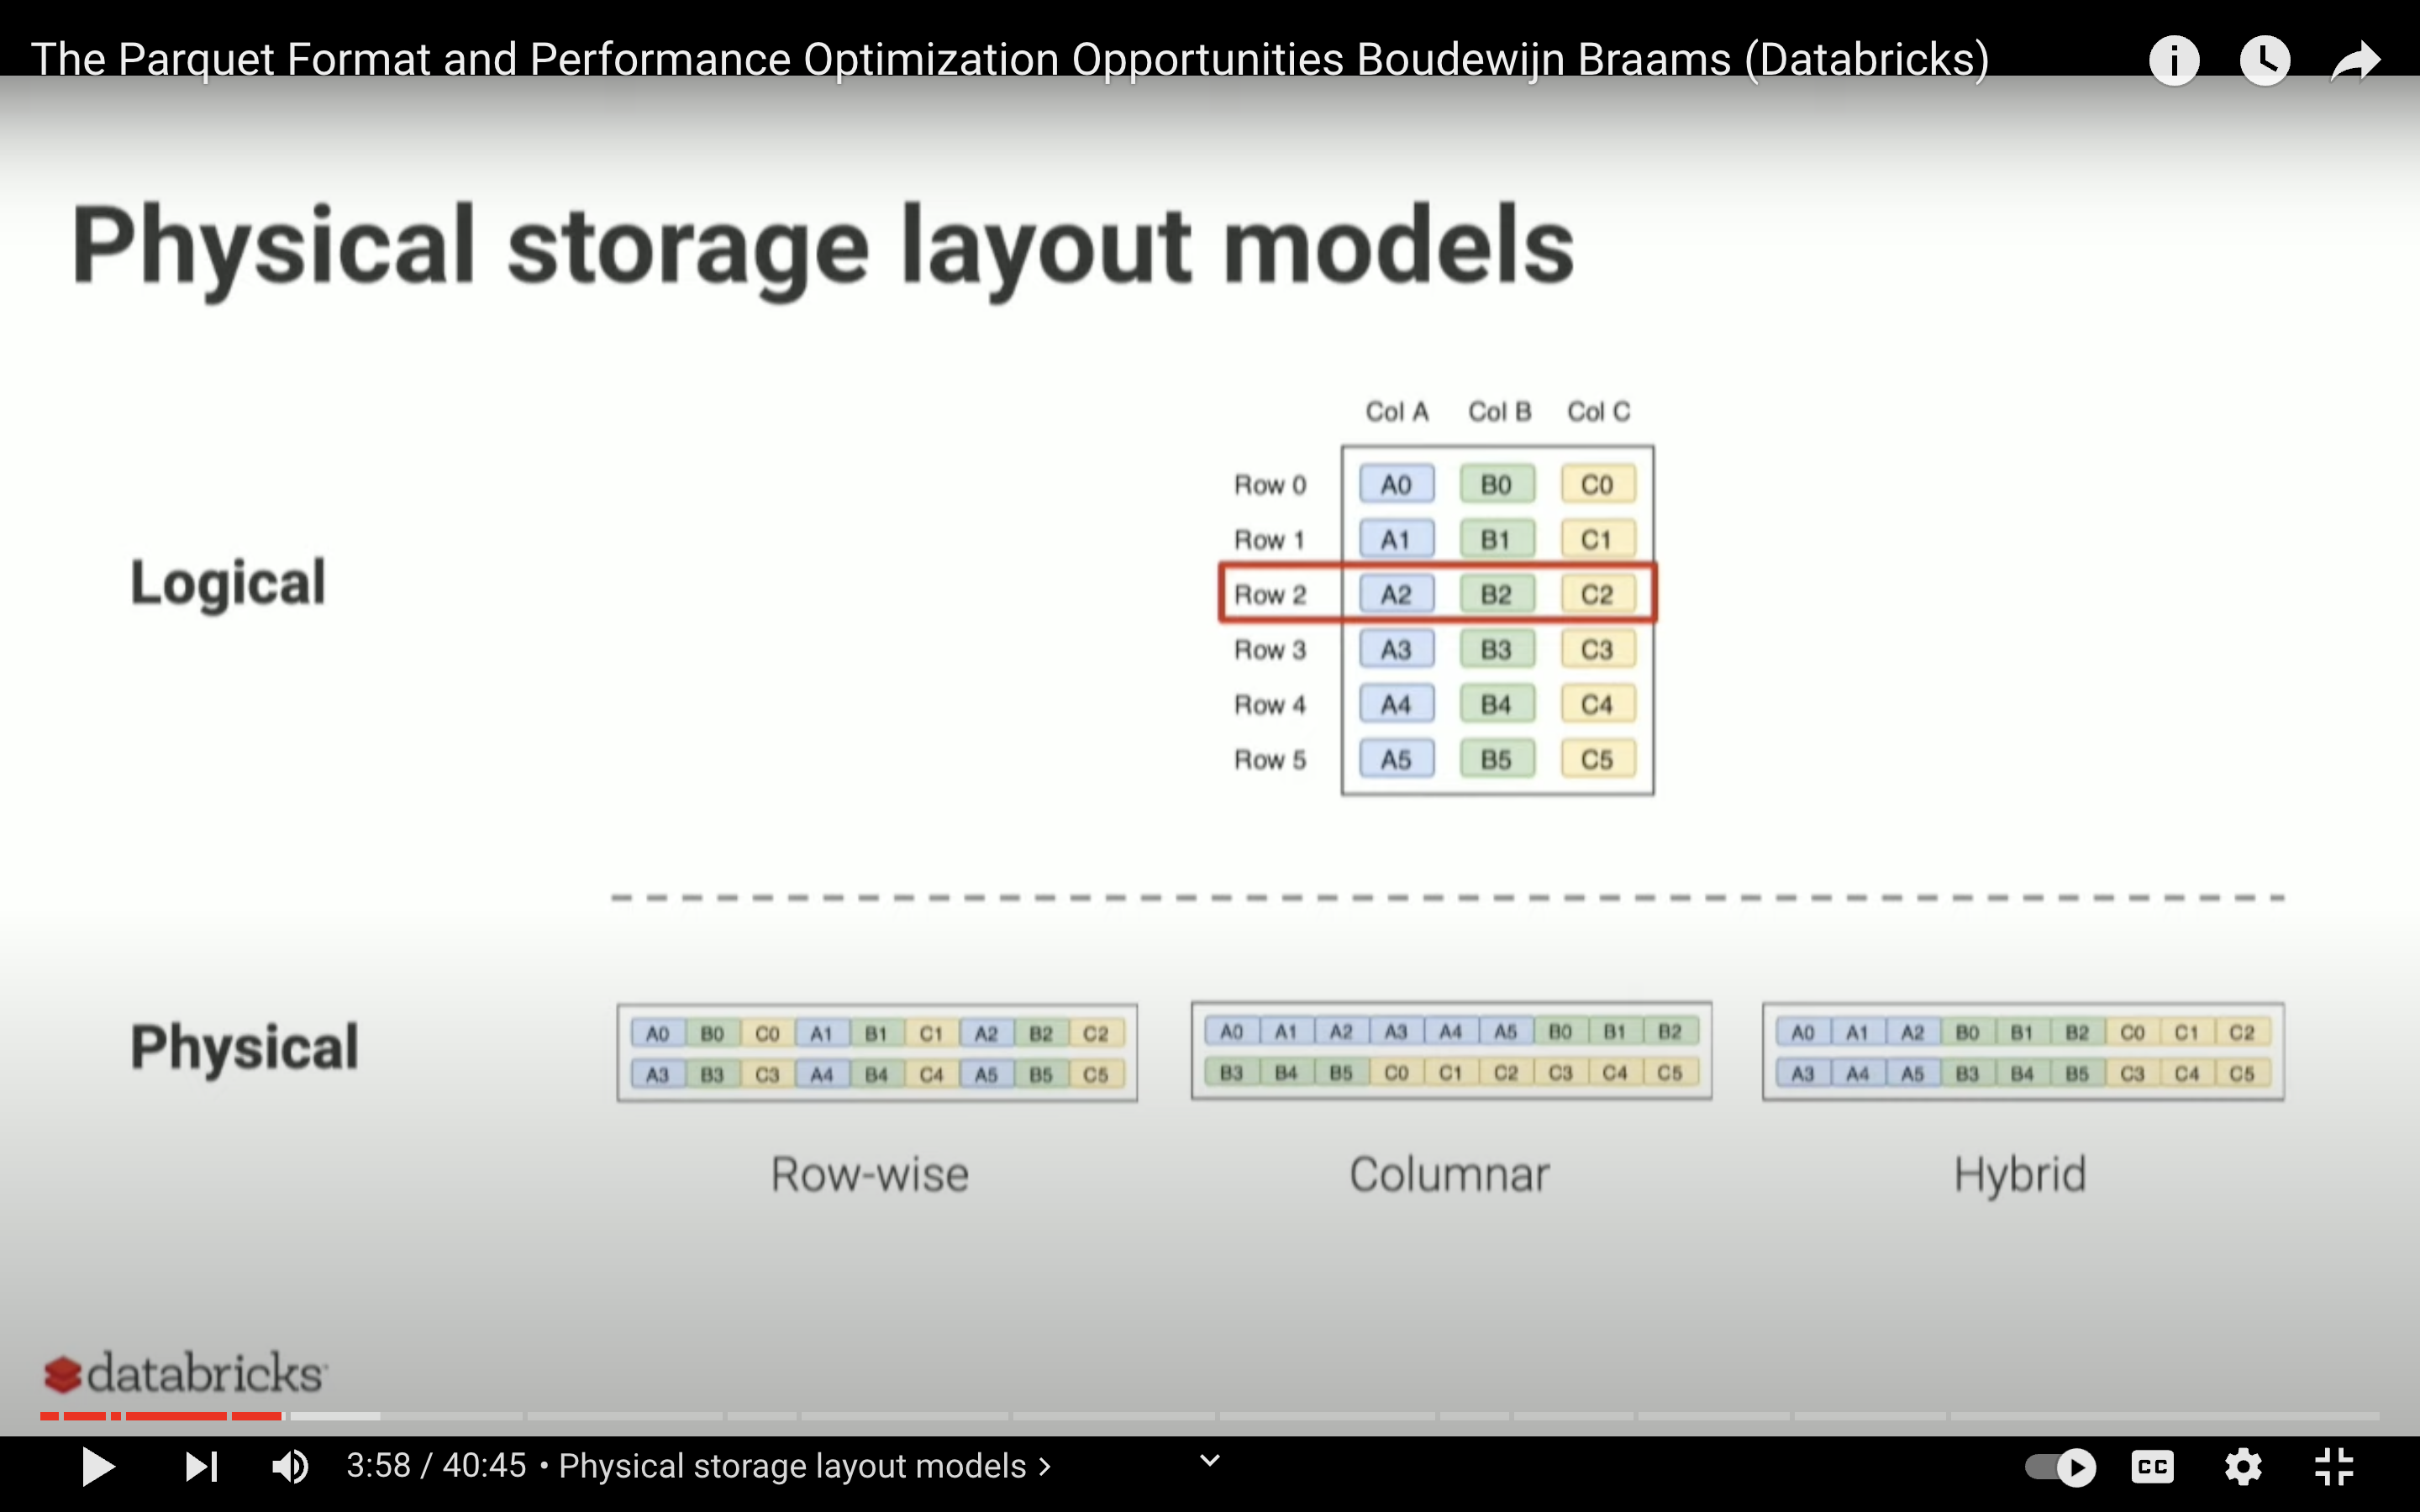 The Parquet Format and Performance Optimization Opportunities Boudewijn Braams (Databricks)
Physical storage layout models
Col A Col B Col C
Row 0 A0 B0 C0
Row 1 A1 B1 C1
Logical
Row 2 A2 B2 C2
Row 3 A3 B3 C3
Row 4 A4 B4 C4
Row 5 A5 B5 C5
Physical
A0 B0 C0 A1 B1 C1 A2 B2 C2
A3 B3 C3 A4 B4 C4 A5 B5 C5
Row-wise
A0 A1 A2 A3 A4 A5 B0 B1 B2
B3 B4 B5 C0 C1 C2 C3 C4 C5
Columnar
A0 A1 A2 B0 B1 B2 C0 C1 C2
A3 A4 A5 B3 B4 B5 C3 C4 C5
Hybrid
databricks
3:58 / 40:45 • Physical storage layout models >
CC